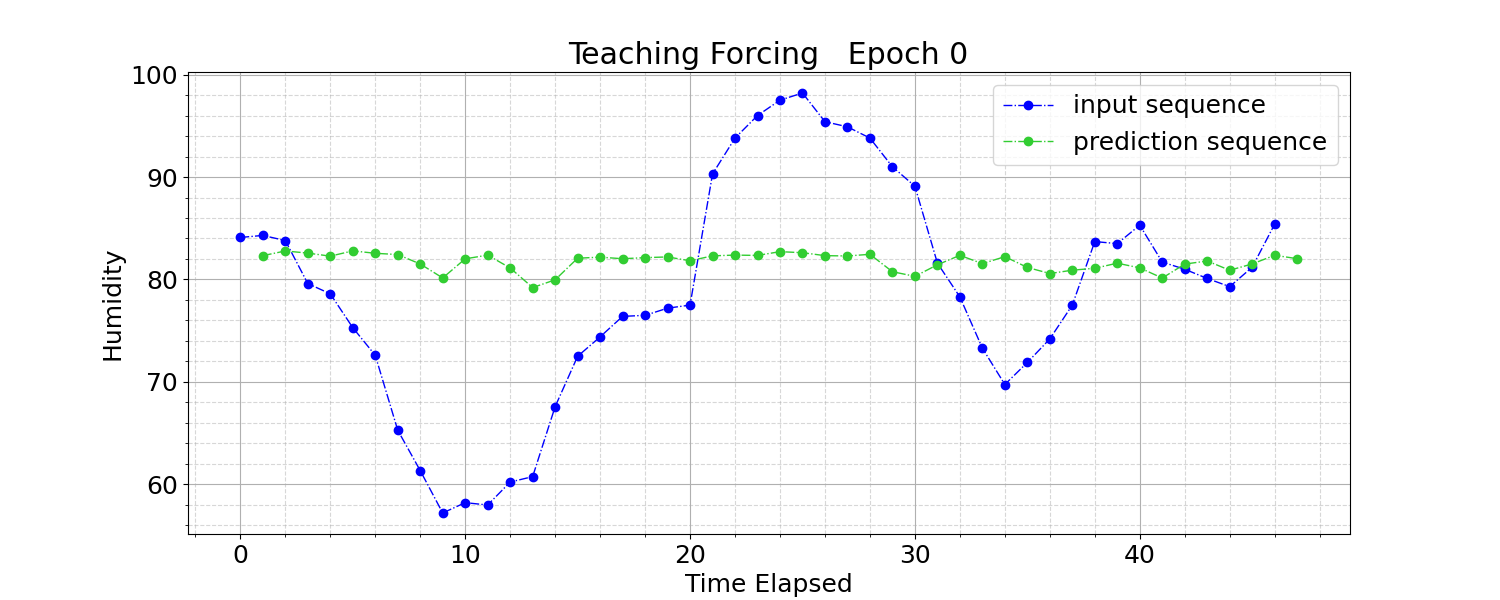 Teaching Forcing   Epoch 0
100
90
80
70
60
Humidity
input sequence
prediction sequence
0 10 20 30 40
Time Elapsed